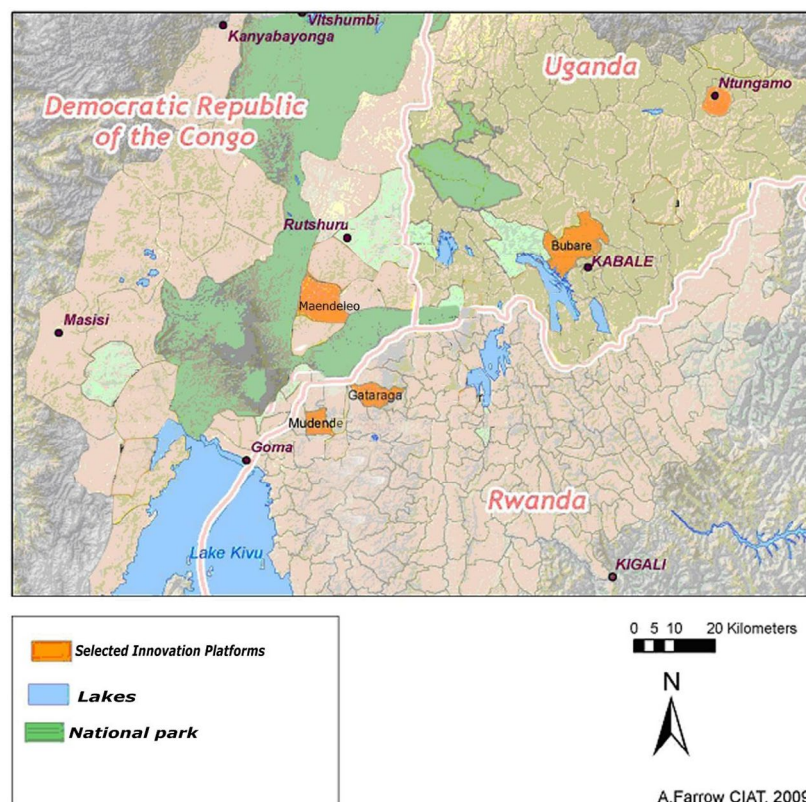 Vitshumbi
Kanyabayonga
Uganda
Ntungamo
Democratic Republic
of the Congo
Rutshuru
Bubare
KABALE
Maendeleo
Masisi
Gataraga
Mudende
Goma
Rwanda
Lake Kivu
KIGALI
Selected Innovation Platforms
Lakes
National park
0 5 10 20 Kilometers
N
A.Farrow CIAT, 2009